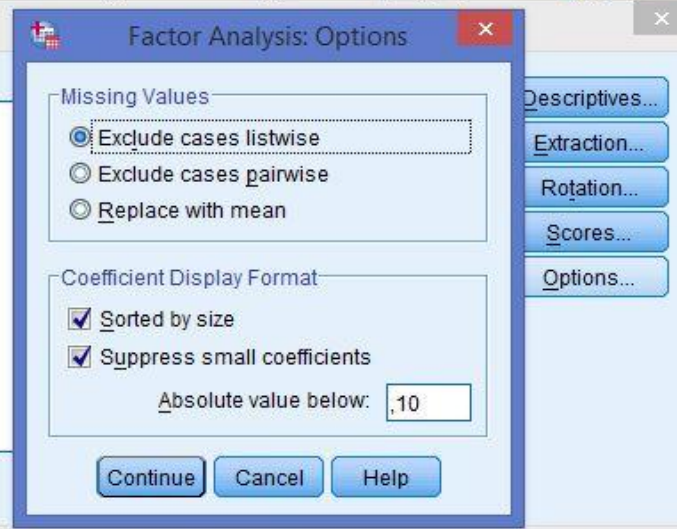 Factor Analysis: Options
Missing Values
Exclude cases listwise
Exclude cases pairwise
Replace with mean
Coefficient Display Format
Sorted by size
Suppress small coefficients
Absolute value below: ,10
Continue Cancel Help
Descriptives...
Extraction...
Rotation...
Scores...
Options...